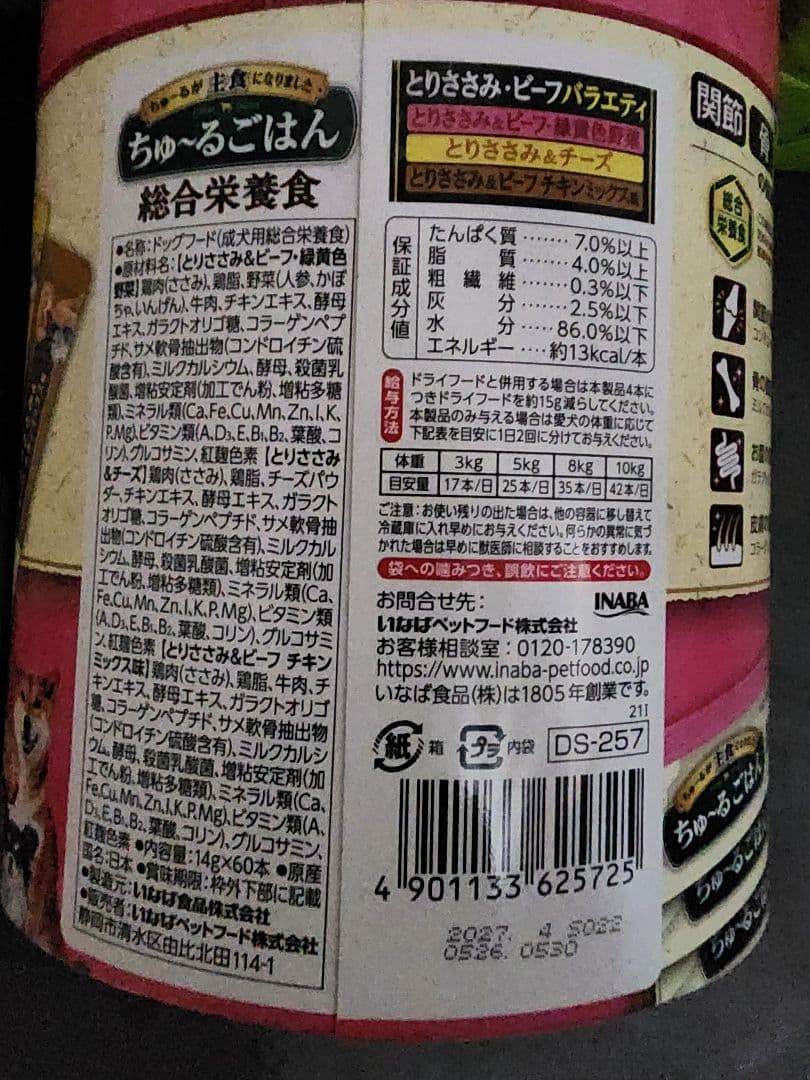 ちゅ〜るが主食になりました
ちゅ〜るごはん
総合栄養食
●名称：ドッグフード(成犬用総合栄養食)
●原材料名：【とりささみ&ビーフ・緑黄色
野菜】鶏肉(ささみ)、鶏脂、野菜(人参、かぼ
ちゃ、いんげん)、牛肉、チキンエキス、酵母
エキス、ガラクトオリゴ糖、コラーゲンペプ
チド、サメ軟骨抽出物(コンドロイチン硫
酸含有)、ミルクカルシウム、酵母、殺菌乳
酸菌、増粘安定剤(加工でん粉、増粘多糖
類)、ミネラル類(Ca,Fe,Cu,Mn,Zn,I,K,
P,Mg)、ビタミン類(A,D₃,E,B₁,B₂、葉酸、コ
リン)、グルコサミン、紅麹色素【とりささみ
&チーズ】鶏肉(ささみ)、鶏脂、チーズパウ
ダー、チキンエキス、酵母エキス、ガラクト
オリゴ糖、コラーゲンペプチド、サメ軟骨抽
出物(コンドロイチン硫酸含有)、ミルクカル
シウム、酵母、殺菌乳酸菌、増粘安定剤(加
工でん粉、増粘多糖類)、ミネラル類(Ca,
Fe,Cu,Mn,Zn,I,K,P,Mg)、ビタミン類
(A,D₃,E,B₁,B₂、葉酸、コリン)、グルコサミ
ン、紅麹色素【とりささみ&ビーフ チキン
ミックス味】鶏肉(ささみ)、鶏脂、牛肉、チ
キンエキス、酵母エキス、ガラクトオリゴ
糖、コラーゲンペプチド、サメ軟骨抽出物
(コンドロイチン硫酸含有)、ミルクカルシ
ウム、酵母、殺菌乳酸菌、増粘安定剤(加
工でん粉、増粘多糖類)、ミネラル類(Ca,
Fe,Cu,Mn,Zn,I,K,P,Mg)、ビタミン類(A,
D₃,E,B₁,B₂、葉酸、コリン)、グルコサミン、
紅麹色素 ●内容量：14g×60本 ●原産
国名：日本 ●賞味期限：枠外下部に記載
●製造元：いなば食品株式会社
●販売者：いなばペットフード株式会社
静岡市清水区由比北田114-1
とりささみ・ビーフバラエティ
とりささみ&ビーフ・緑黄色野菜
とりささみ&チーズ
とりささみ&ビーフ チキンミックス味
保証成分値
たんぱく質……7.0%以上
脂質……4.0%以上
粗繊維……0.3%以下
灰分……2.5%以下
水分……86.0%以下
エネルギー……約13kcal/本
給与方法
ドライフードと併用する場合は本製品4本に
つきドライフードを約15g減らしてください。
本製品のみ与える場合は愛犬の体重に応じて
下記表を目安に1日2回に分けてお与えください。
体重 3kg 5kg 8kg 10kg
目安量 17本/日 25本/日 35本/日 42本/日
ご注意：お使い残りの出た場合は、他の容器に移し替えて
冷蔵庫に入れ早めにお与えください。何らかの異常に気づ
かれた場合は早めに獣医師に相談することをおすすめします。
袋への噛みつき、誤飲にご注意ください。
お問合せ先：
INABA
いなばペットフード株式会社
お客様相談室：0120-178390
https://www.inaba-petfood.co.jp
いなば食品(株)は1805年創業です。
21I
紙 箱 プラ 内袋 DS-257
4 901133 625725
2027. 4 S022
0526. 0530
関節
総合
栄養食
ちゅ〜るごはん
ちゅ〜るごはん
ちゅ〜るごはん